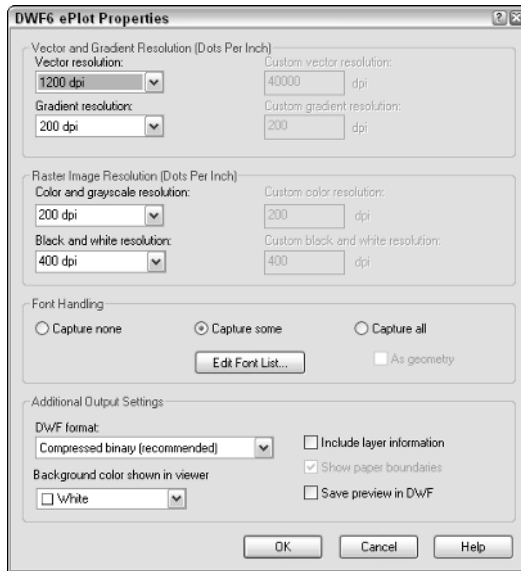 DWF6 ePlot Properties
Vector and Gradient Resolution (Dots Per Inch)
Vector resolution:
Custom vector resolution:
1200 dpi
40000
dpi
Gradient resolution:
Custom gradient resolution:
200 dpi
200
dpi
Raster Image Resolution (Dots Per Inch)
Color and grayscale resolution:
Custom color resolution:
200 dpi
200
dpi
Black and white resolution:
Custom black and white resolution:
400 dpi
400
dpi
Font Handling
Capture none
Capture some
Capture all
Edit Font List...
As geometry
Additional Output Settings
DWF format:
Compressed binary (recommended)
Include layer information
Show paper boundaries
Background color shown in viewer
White
Save preview in DWF
OK
Cancel
Help